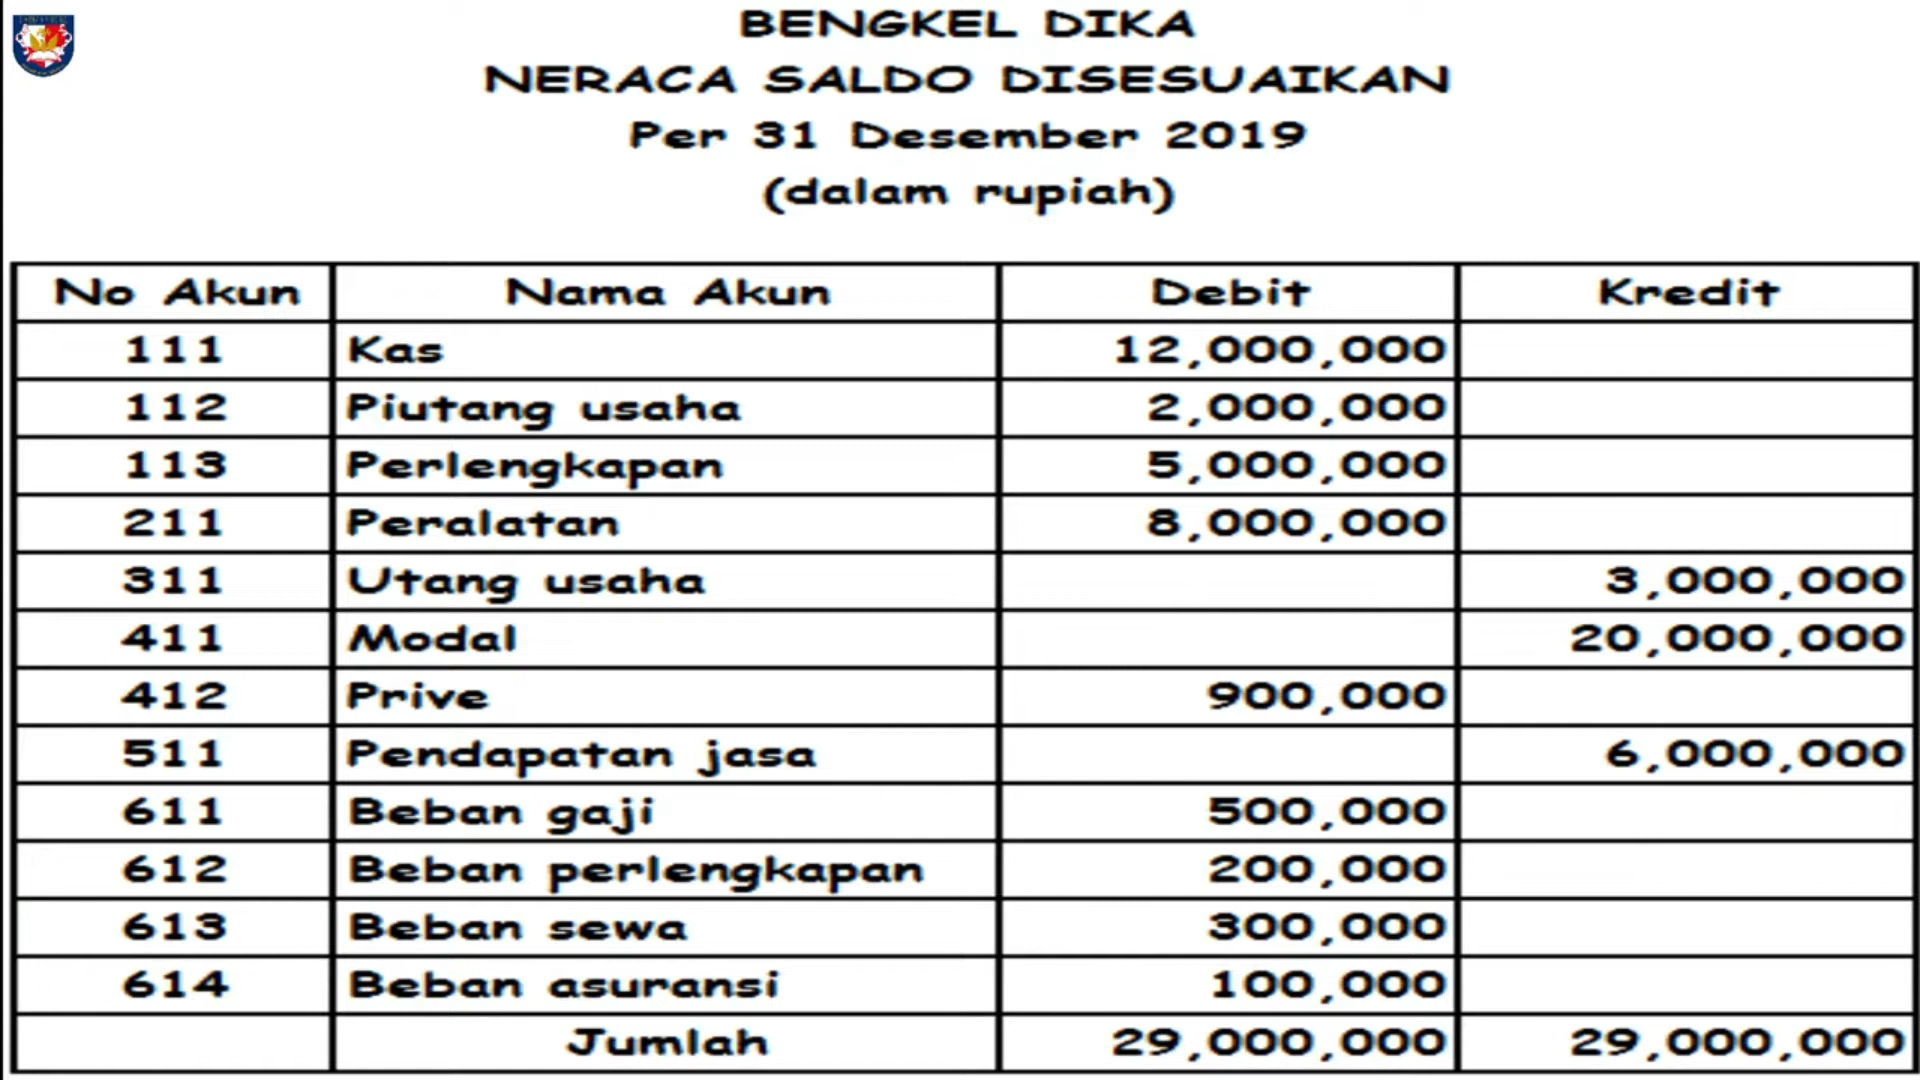 BENGKEL DIKA
NERACA SALDO DISESUAIKAN
Per 31 Desember 2019
(dalam rupiah)
No Akun Nama Akun Debit Kredit
111 Kas 12,000,000
112 Piutang usaha 2,000,000
113 Perlengkapan 5,000,000
211 Peralatan 8,000,000
311 Utang usaha 3,000,000
411 Modal 20,000,000
412 Prive 900,000
511 Pendapatan jasa 6,000,000
611 Beban gaji 500,000
612 Beban perlengkapan 200,000
613 Beban sewa 300,000
614 Beban asuransi 100,000
Jumlah 29,000,000 29,000,000